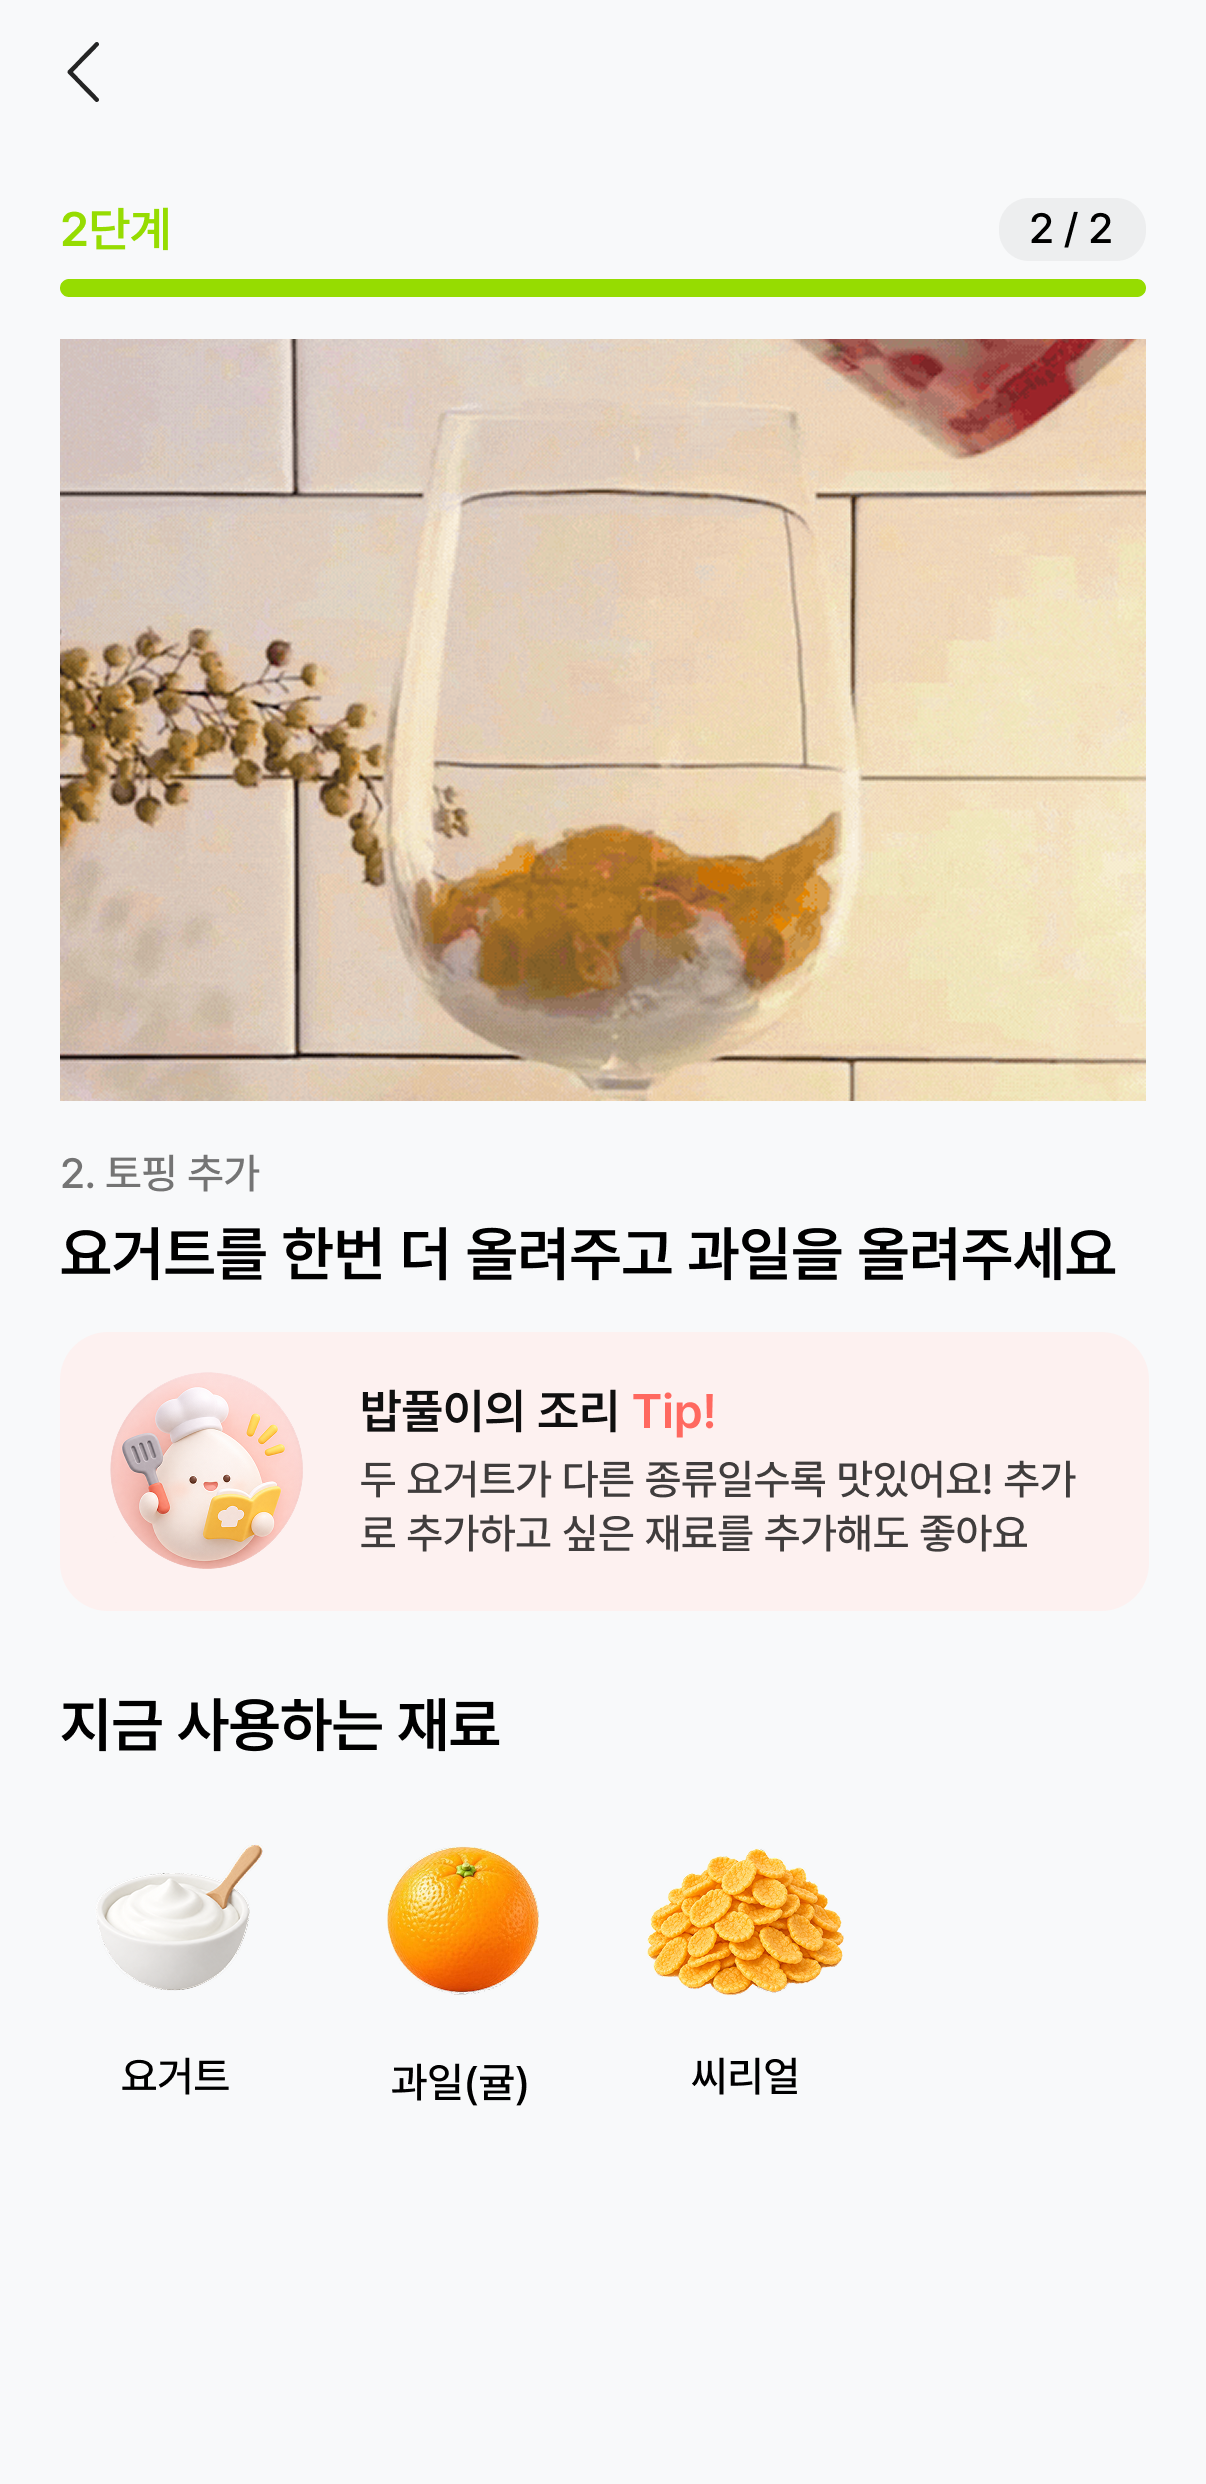 2단계
2 / 2
2. 토핑 추가
요거트를 한번 더 올려주고 과일을 올려주세요
밥풀이의 조리 Tip!
두 요거트가 다른 종류일수록 맛있어요! 추가
로 추가하고 싶은 재료를 추가해도 좋아요
지금 사용하는 재료
요거트
과일(귤)
씨리얼